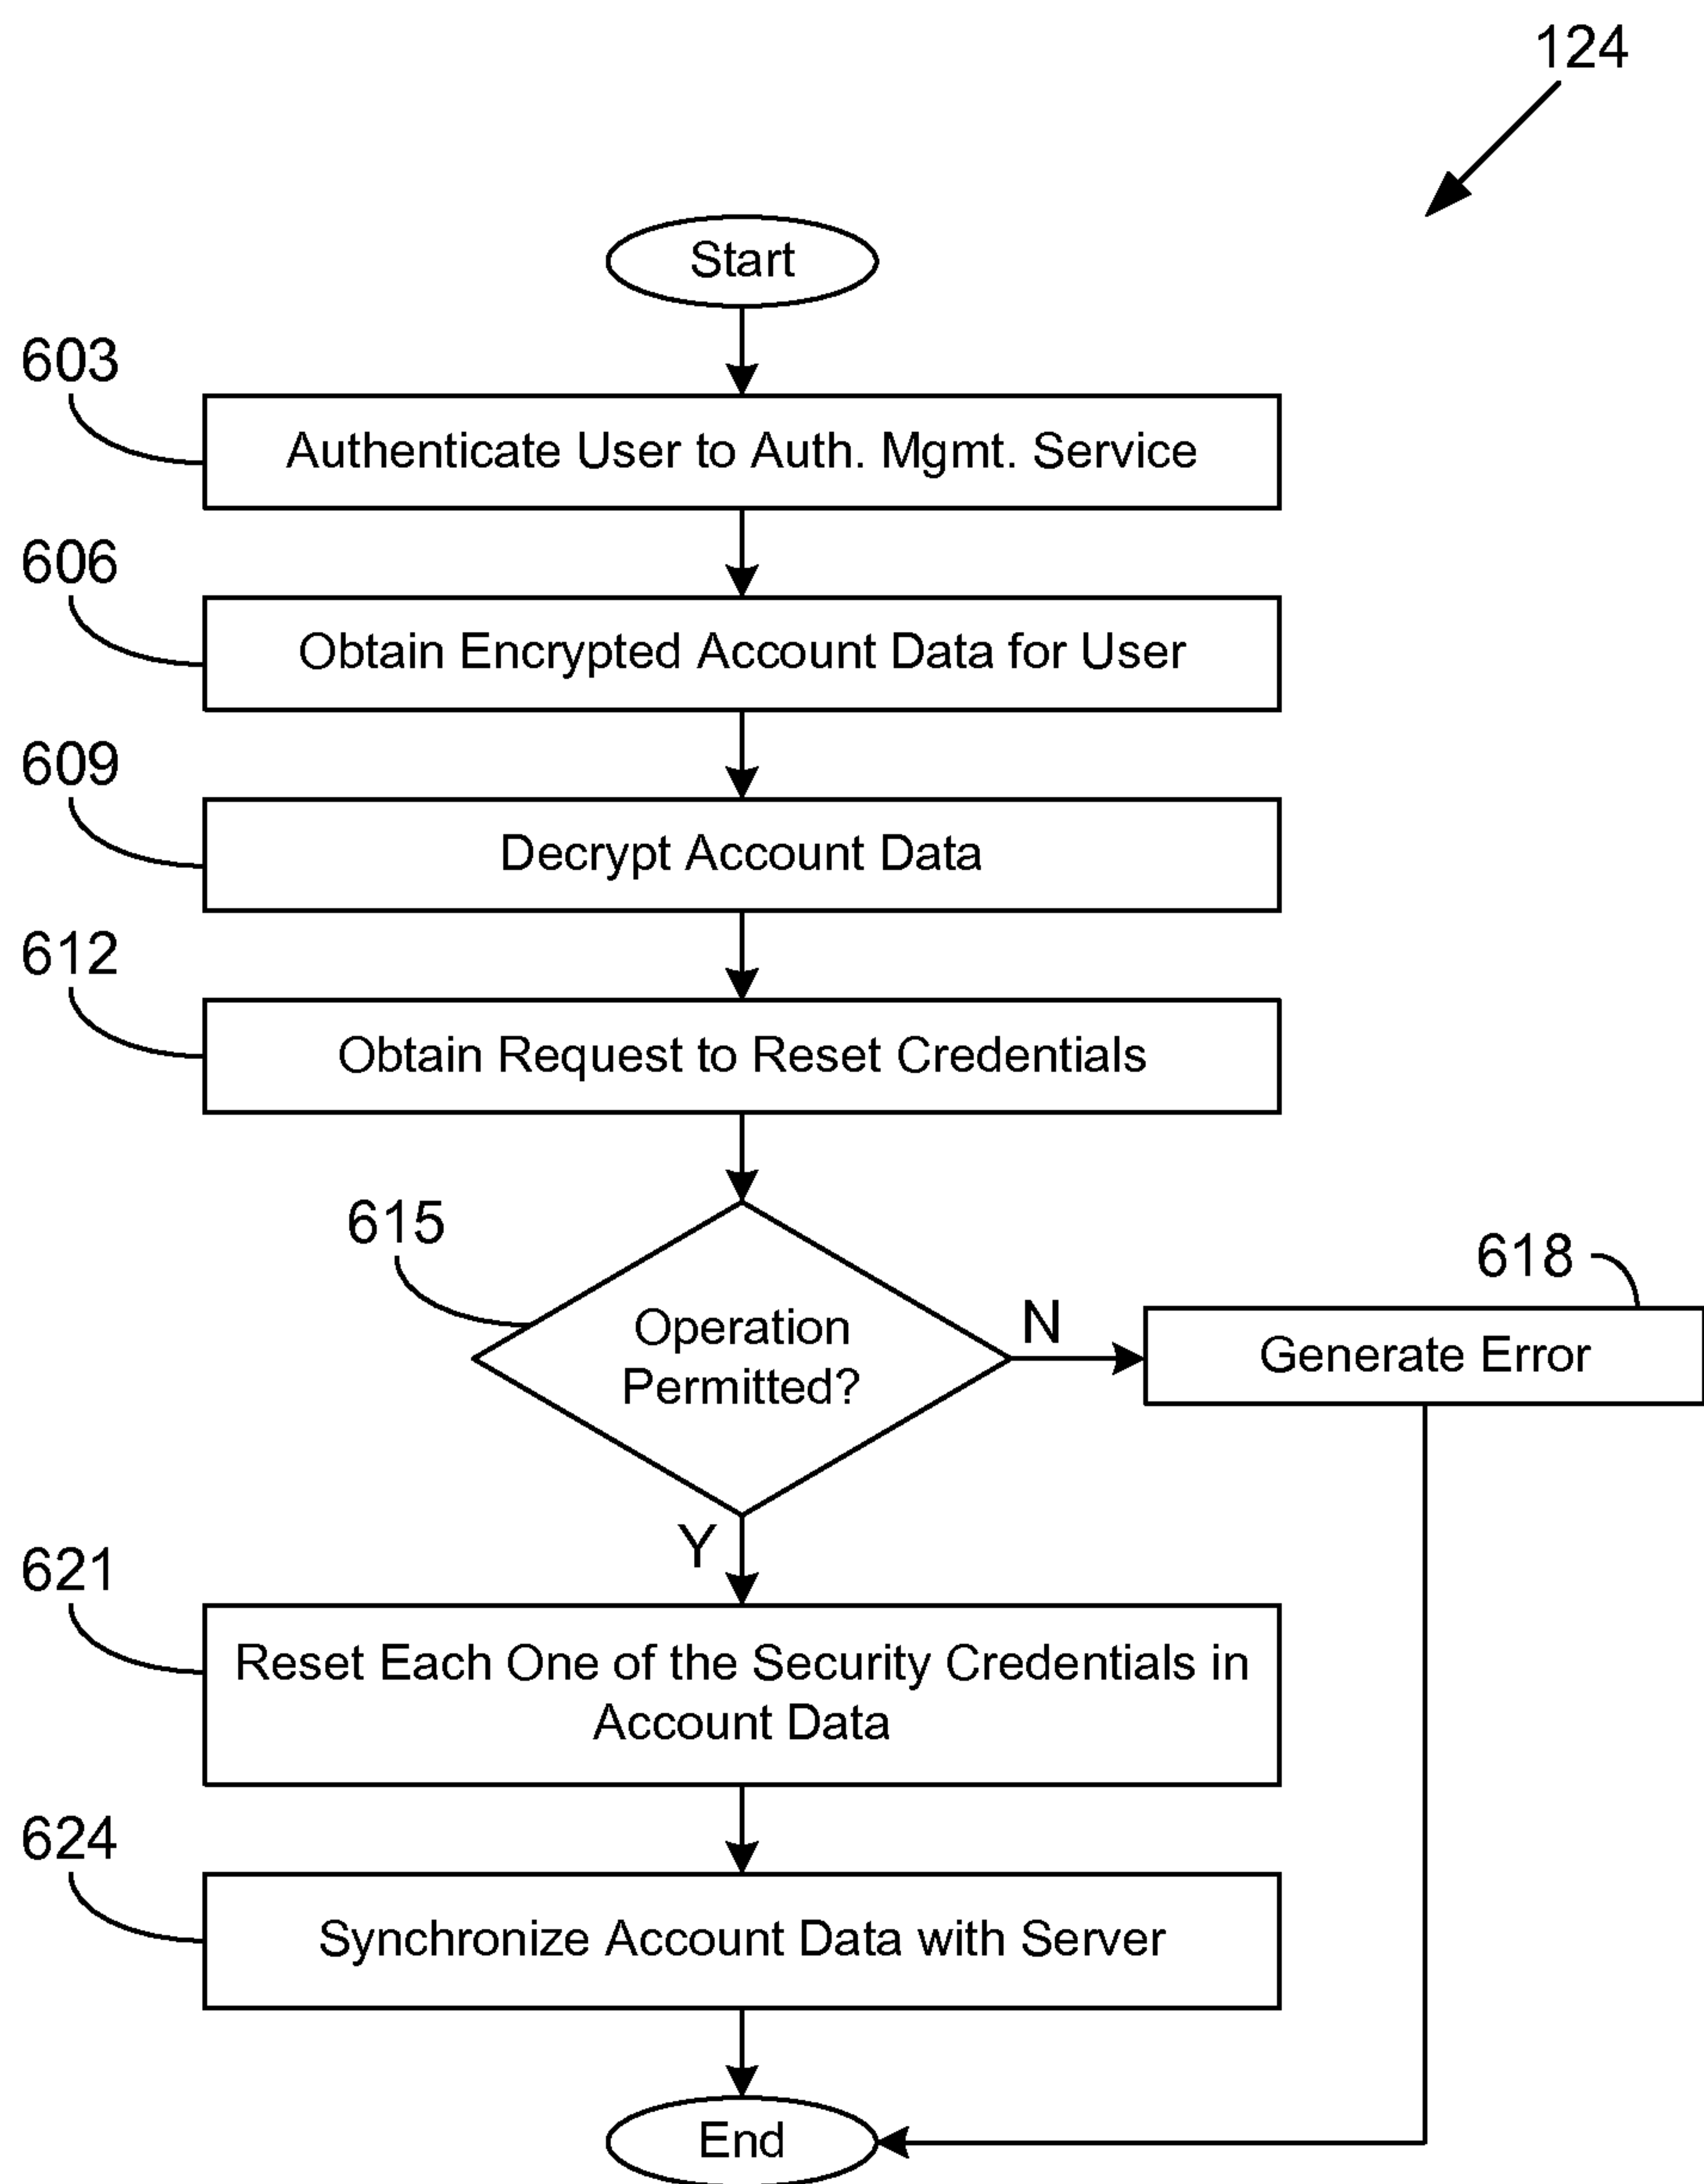 124
Start
603
Authenticate User to Auth. Mgmt. Service
606
Obtain Encrypted Account Data for User
609
Decrypt Account Data
612
Obtain Request to Reset Credentials
615
Operation
Permitted?
N
618
Generate Error
Y
621
Reset Each One of the Security Credentials in
Account Data
624
Synchronize Account Data with Server
End